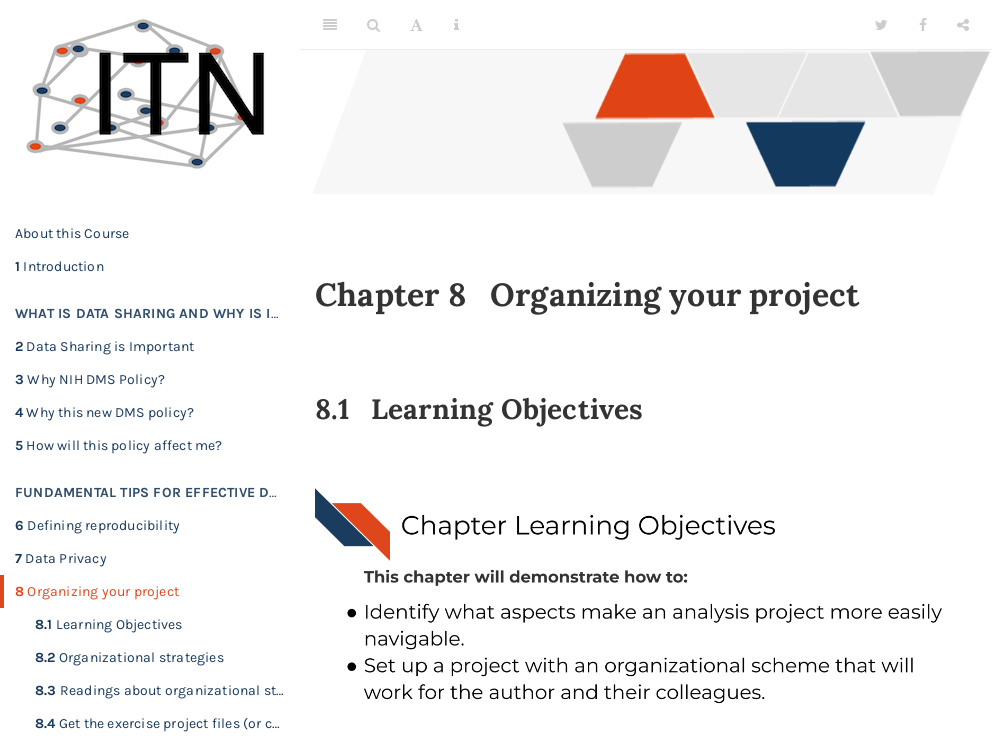 ITN
About this Course
1 Introduction
WHAT IS DATA SHARING AND WHY IS I…
2 Data Sharing is Important
3 Why NIH DMS Policy?
4 Why this new DMS policy?
5 How will this policy affect me?
FUNDAMENTAL TIPS FOR EFFECTIVE D…
6 Defining reproducibility
7 Data Privacy
8 Organizing your project
8.1 Learning Objectives
8.2 Organizational strategies
8.3 Readings about organizational st…
8.4 Get the exercise project files (or c…
Chapter 8 Organizing your project
8.1 Learning Objectives
Chapter Learning Objectives
This chapter will demonstrate how to:
● Identify what aspects make an analysis project more easily
navigable.
● Set up a project with an organizational scheme that will
work for the author and their colleagues.